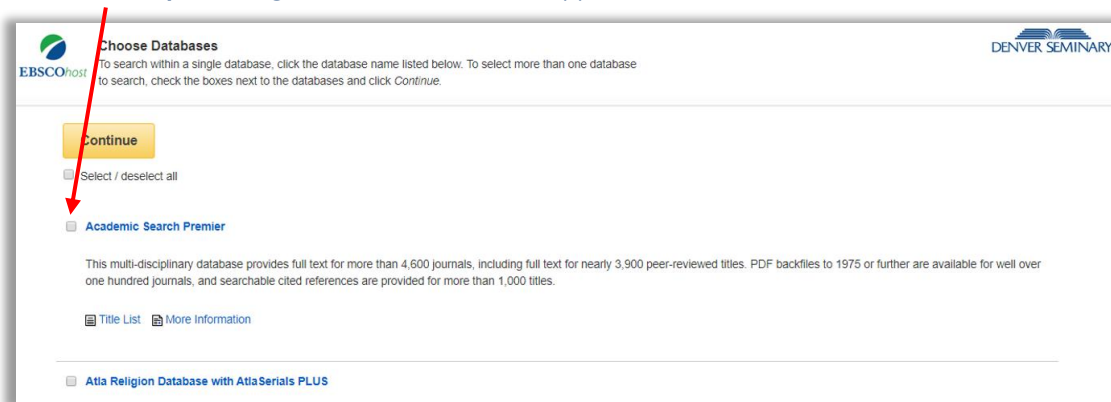 EBSCOhost
Choose Databases
To search within a single database, click the database name listed below. To select more than one database
to search, check the boxes next to the databases and click Continue.
DENVER SEMINARY
Continue
Select / deselect all
Academic Search Premier
This multi-disciplinary database provides full text for more than 4,600 journals, including full text for nearly 3,900 peer-reviewed titles. PDF backfiles to 1975 or further are available for well over
one hundred journals, and searchable cited references are provided for more than 1,000 titles.
Title List More Information
Atla Religion Database with AtlaSerials PLUS